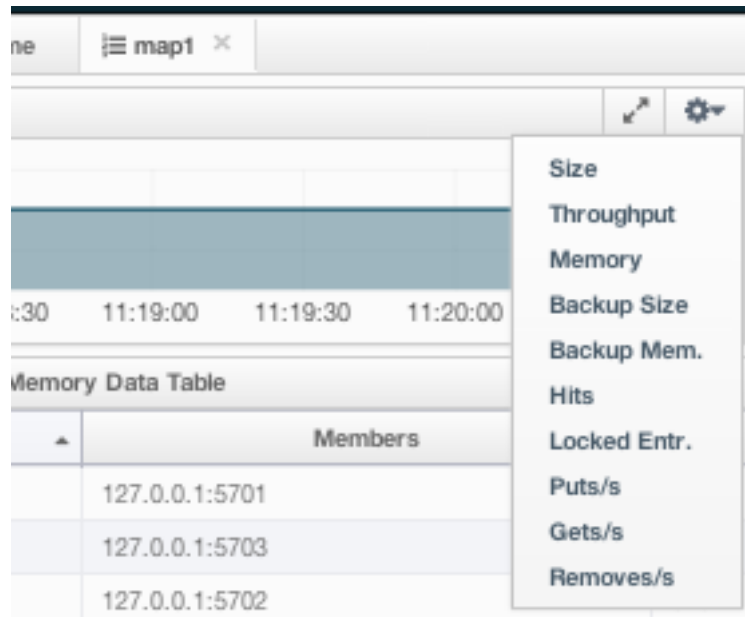 me
map1
Size
Throughput
Memory
Backup Size
Backup Mem.
Hits
Locked Entr.
Puts/s
Gets/s
Removes/s
:30 11:19:00 11:19:30 11:20:00
Memory Data Table
Members
127.0.0.1:5701
127.0.0.1:5703
127.0.0.1:5702